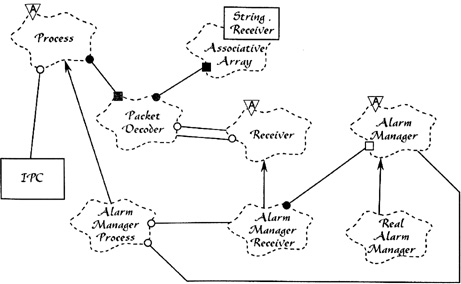 A
Process
String.
Receiver
Associative
Array
Packet
Decoder
A
Receiver
A
Alarm
Manager
IPC
Alarm
Manager
Process
Alarm
Manager
Receiver
Real
Alarm
Manager